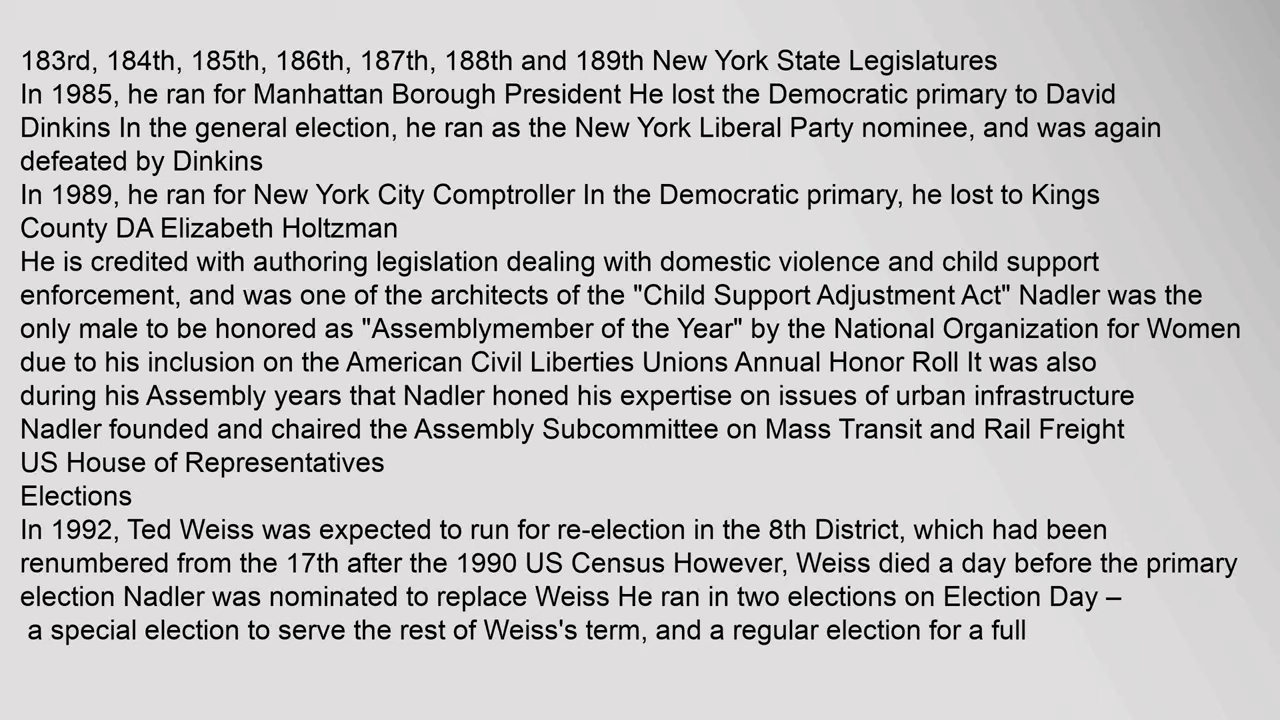 183rd, 184th, 185th, 186th, 187th, 188th and 189th New York State Legislatures
In 1985, he ran for Manhattan Borough President He lost the Democratic primary to David
Dinkins In the general election, he ran as the New York Liberal Party nominee, and was again
defeated by Dinkins
In 1989, he ran for New York City Comptroller In the Democratic primary, he lost to Kings
County DA Elizabeth Holtzman
He is credited with authoring legislation dealing with domestic violence and child support
enforcement, and was one of the architects of the "Child Support Adjustment Act" Nadler was the
only male to be honored as "Assemblymember of the Year" by the National Organization for Women
due to his inclusion on the American Civil Liberties Unions Annual Honor Roll It was also
during his Assembly years that Nadler honed his expertise on issues of urban infrastructure
Nadler founded and chaired the Assembly Subcommittee on Mass Transit and Rail Freight
US House of Representatives
Elections
In 1992, Ted Weiss was expected to run for re-election in the 8th District, which had been
renumbered from the 17th after the 1990 US Census However, Weiss died a day before the primary
election Nadler was nominated to replace Weiss He ran in two elections on Election Day –
a special election to serve the rest of Weiss's term, and a regular election for a full